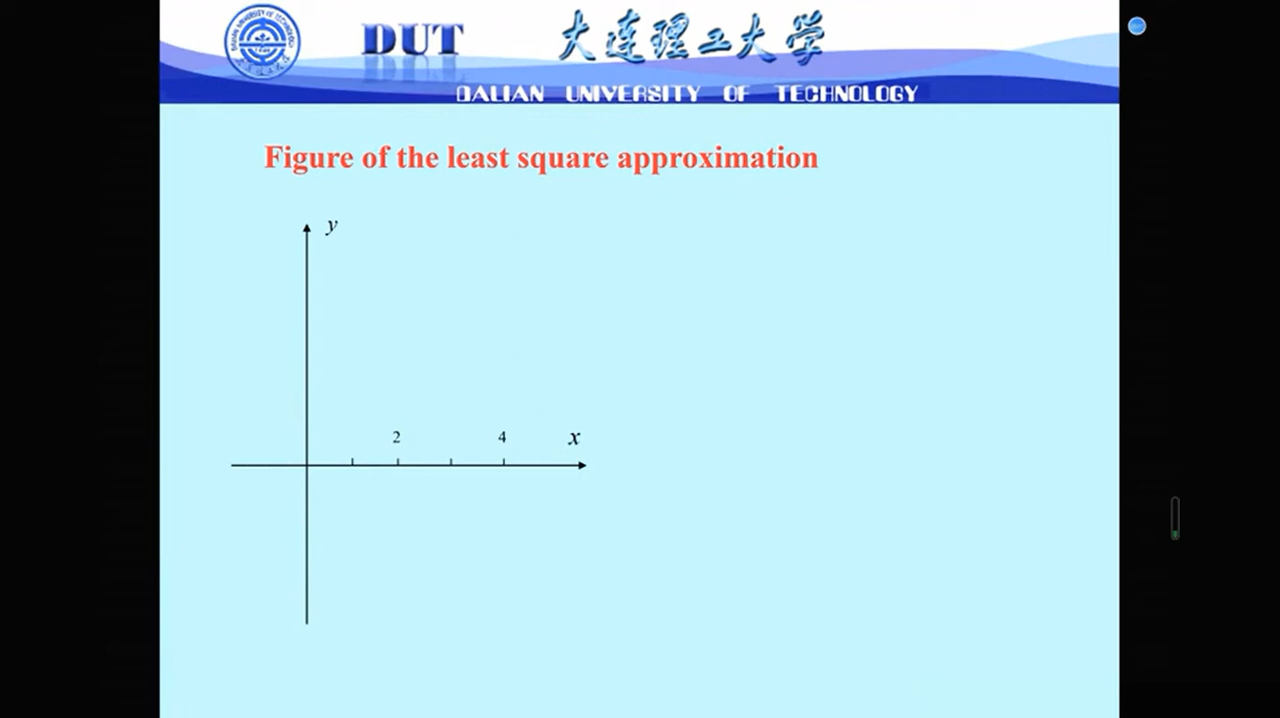 DUT
大连理工大学
DALIAN UNIVERSITY OF TECHNOLOGY
Figure of the least square approximation
y
2
4
x